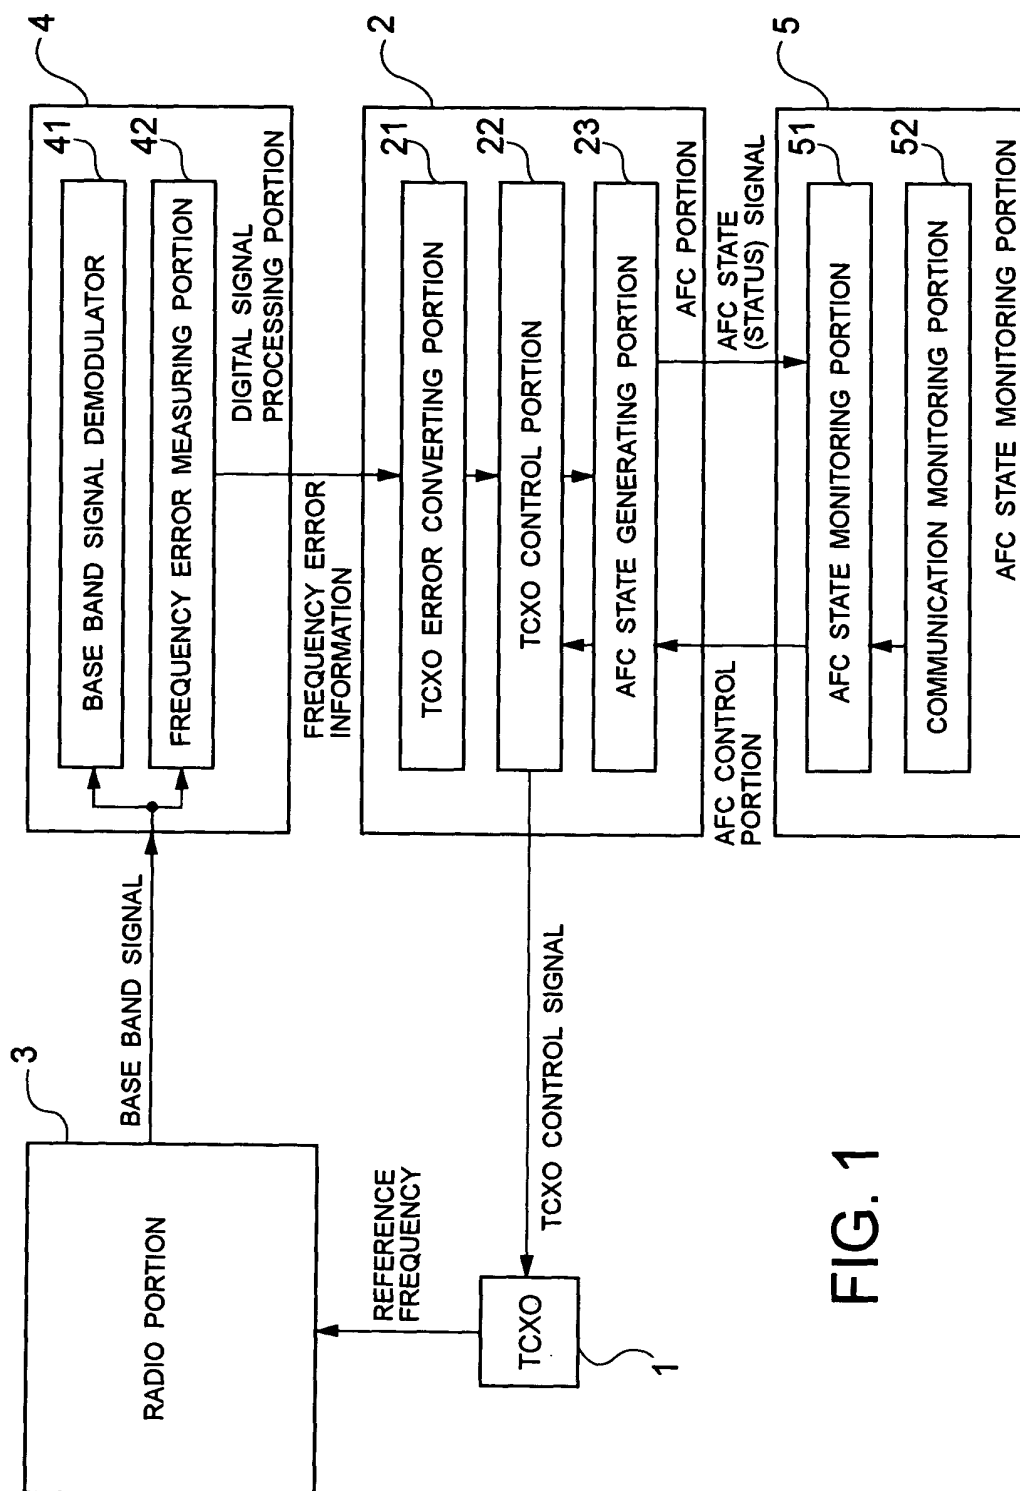 3
RADIO PORTION
BASE BAND SIGNAL
4
41
BASE BAND SIGNAL DEMODULATOR
42
FREQUENCY ERROR MEASURING PORTION
DIGITAL SIGNAL
PROCESSING PORTION
REFERENCE
FREQUENCY
FREQUENCY ERROR
INFORMATION
2
21
TCXO ERROR CONVERTING PORTION
22
TCXO CONTROL PORTION
23
AFC STATE GENERATING PORTION
AFC PORTION
TCXO
1
TCXO CONTROL SIGNAL
AFC CONTROL
PORTION
AFC STATE
(STATUS) SIGNAL
5
51
AFC STATE MONITORING PORTION
52
COMMUNICATION MONITORING PORTION
AFC STATE MONITORING PORTION
FIG. 1